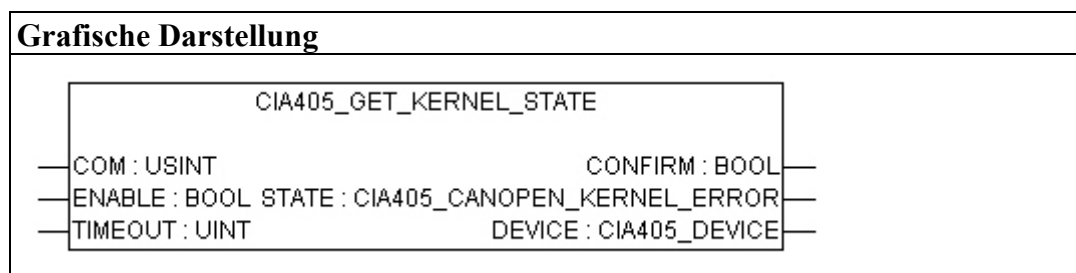 Grafische Darstellung
CIA405_GET_KERNEL_STATE
COM : USINT CONFIRM : BOOL
ENABLE : BOOL STATE : CIA405_CANOPEN_KERNEL_ERROR
TIMEOUT : UINT DEVICE : CIA405_DEVICE